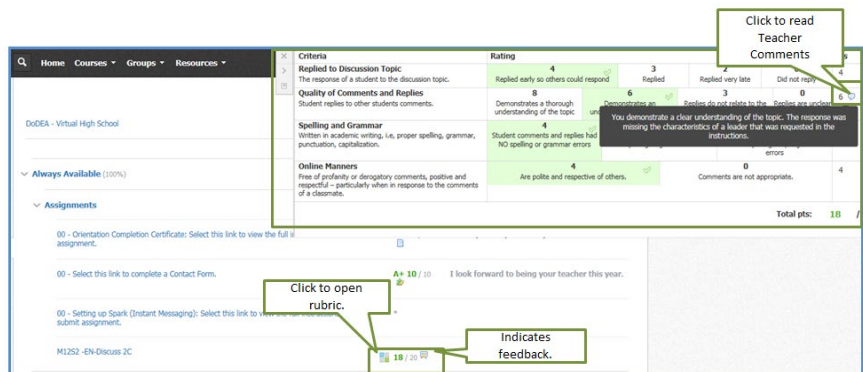 Click to read
Teacher
Comments
Home Courses Groups Resources
Criteria Rating
Replied to Discussion Topic
The response of a student to the discussion topic.
4
Replied early so others could respond
3
Replied
2
Replied very late
Did not reply
4
Quality of Comments and Replies
Student replies to other students comments.
8
Demonstrates a thorough
understanding of the topic
6
Demonstrates an
3
Replies do not relate to the
0
Replies are unclear
6
You demonstrate a clear understanding of the topic. The response was
missing the characteristics of a leader that was requested in the
instructions.
Spelling and Grammar
Written in academic writing, i.e, proper spelling, grammar,
punctuation, capitalization.
4
Student comments and replies had
NO spelling or grammar errors
errors
Online Manners
Free of profanity or derogatory comments, positive and
respectful – particularly when in response to the comments
of a classmate.
4
Are polite and respective of others.
0
Comments are not appropriate.
4
Total pts: 18 /
DoDEA - Virtual High School
Always Available (100%)
Assignments
00 - Orientation Completion Certificate: Select this link to view the full
assignment.
00 - Select this link to complete a Contact Form.
A+ 10 / 10 I look forward to being your teacher this year.
Click to open
rubric.
00 - Setting up Spark (Instant Messaging): Select this link to
submit assignment.
Indicates
feedback.
M12S2 -EN-Discuss 2C
18 / 20